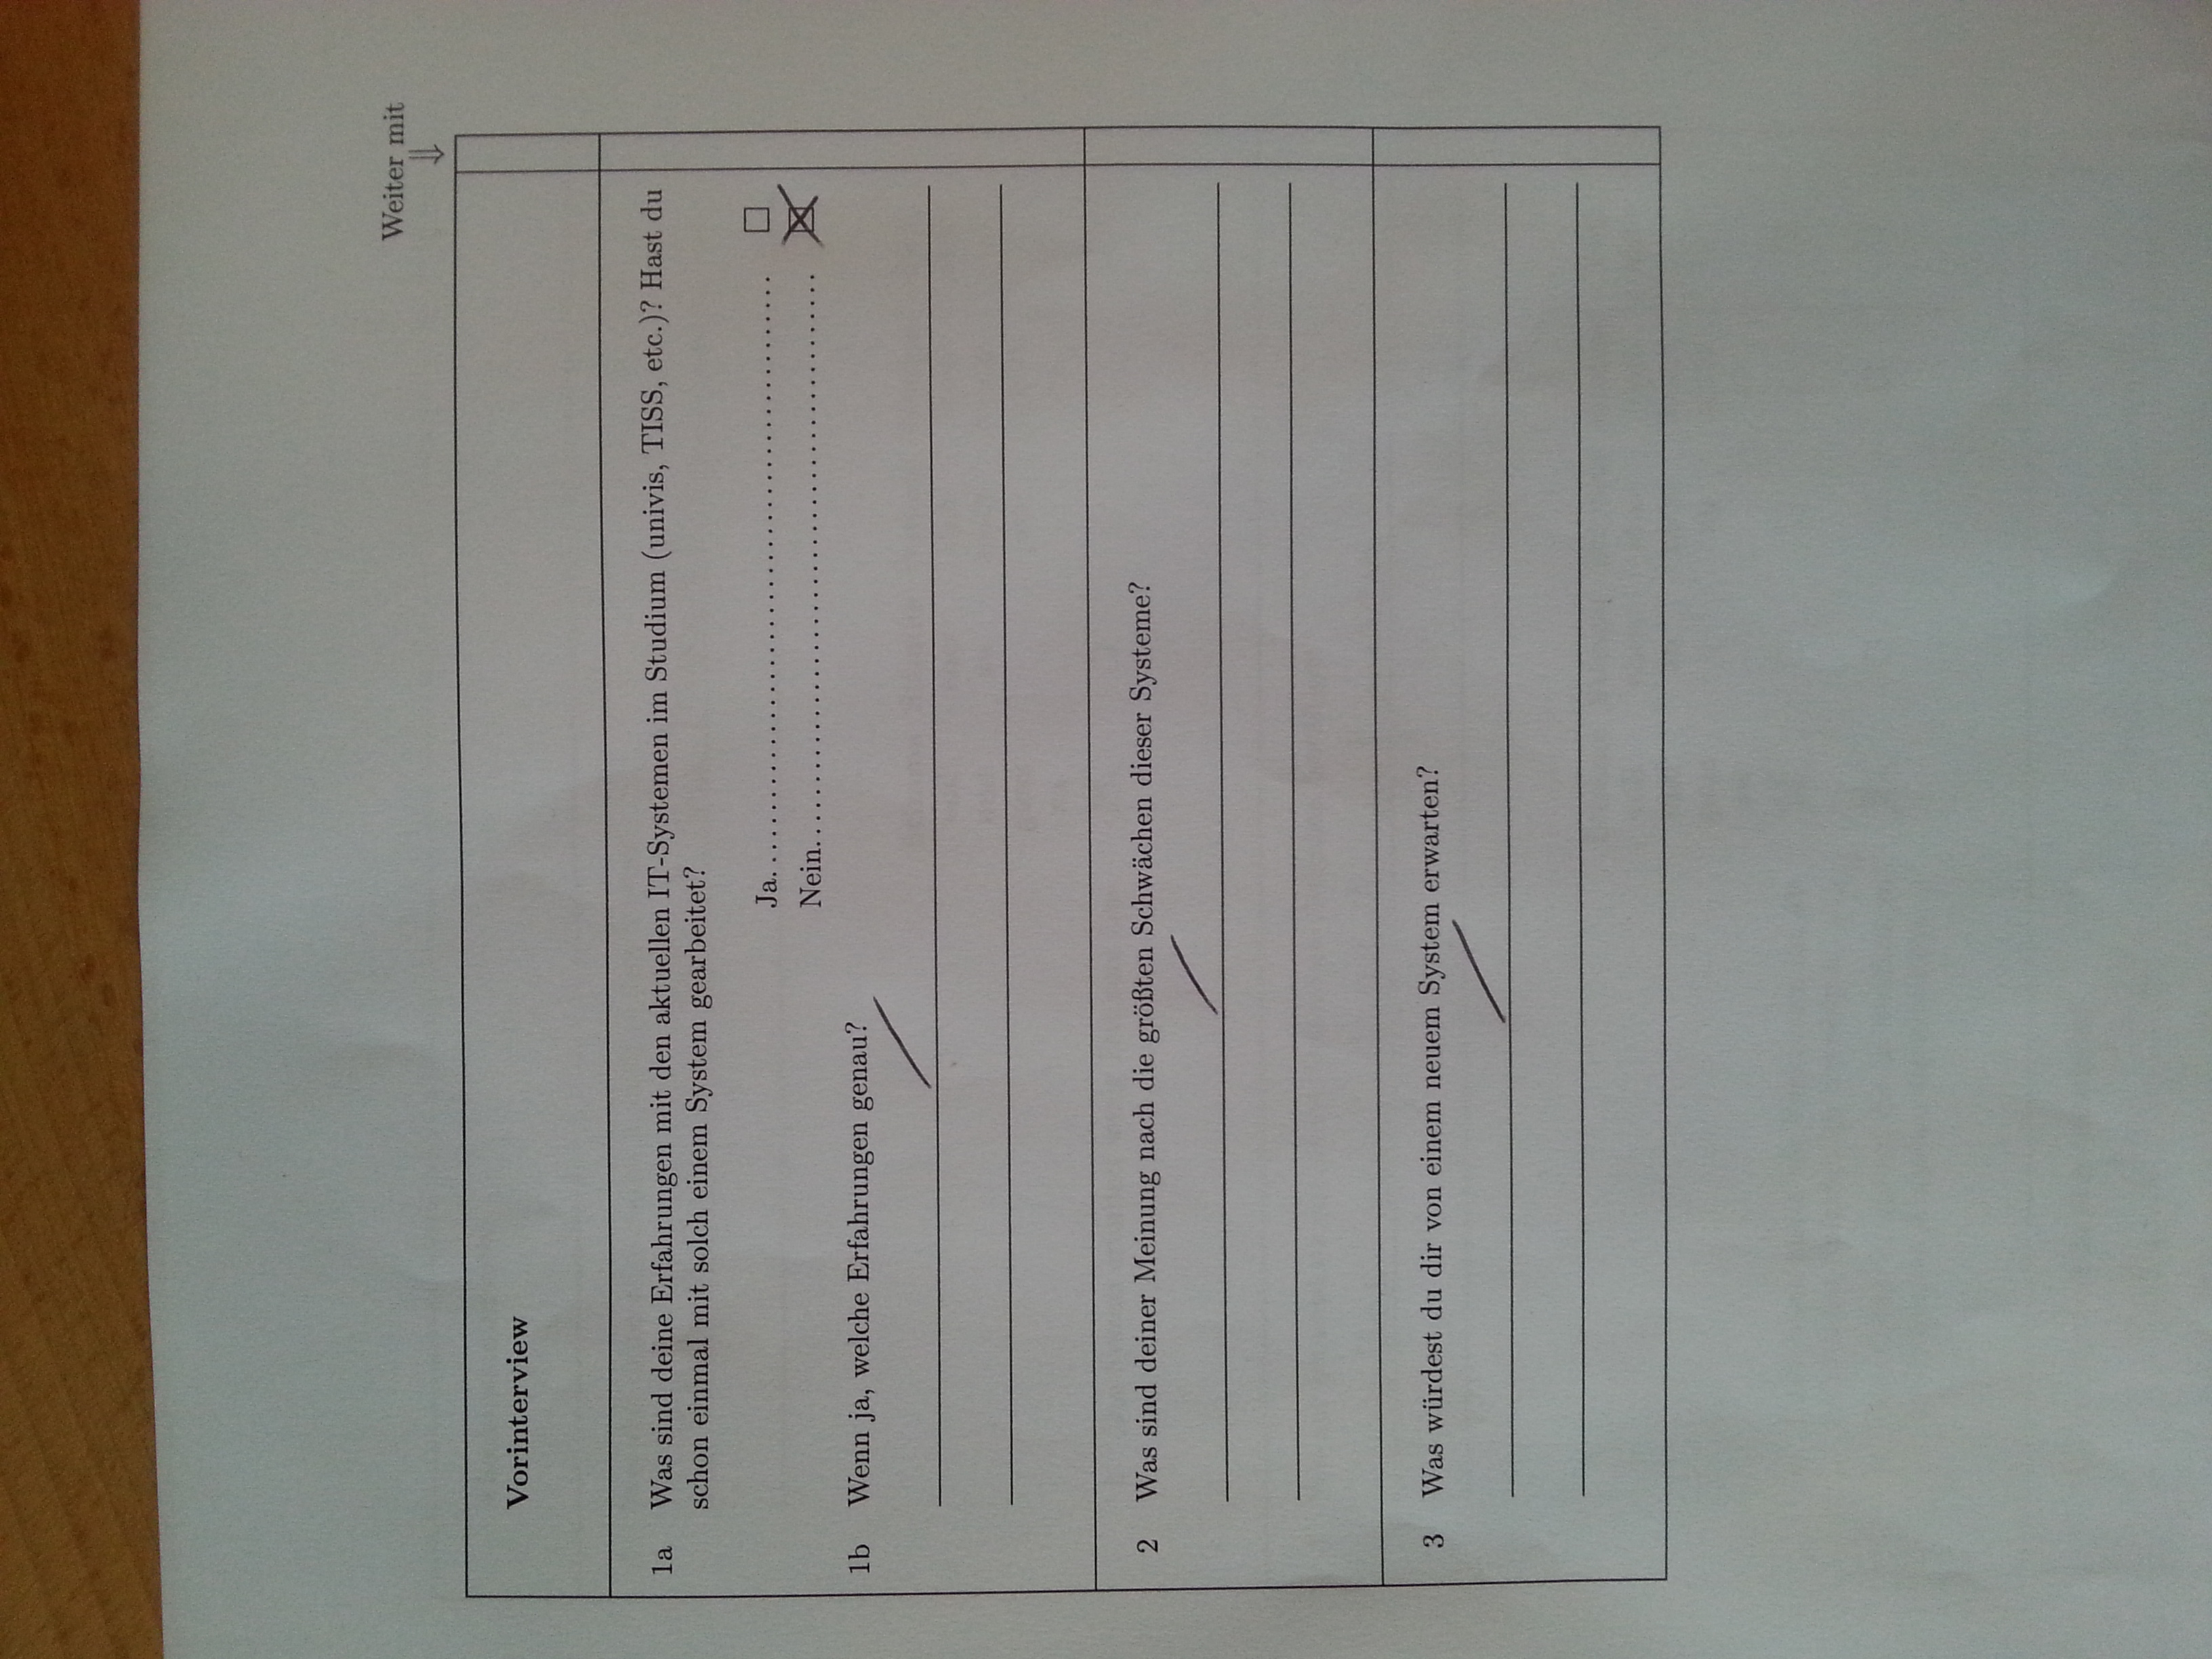 Weiter mit
⇓
Vorinterview
1a Was sind deine Erfahrungen mit den aktuellen IT-Systemen im Studium (univis, TISS, etc.)? Hast du
schon einmal mit solch einem System gearbeitet?
Ja. . . . . . . . . . . . . . . . . . . . . . . . . . . . . . . . . . . . . . . . . . . . . . ☐
Nein. . . . . . . . . . . . . . . . . . . . . . . . . . . . . . . . . . . . . . . . . . . . ☒
1b Wenn ja, welche Erfahrungen genau?
/
2 Was sind deiner Meinung nach die größten Schwächen dieser Systeme?
/
3 Was würdest du dir von einem neuem System erwarten?
/